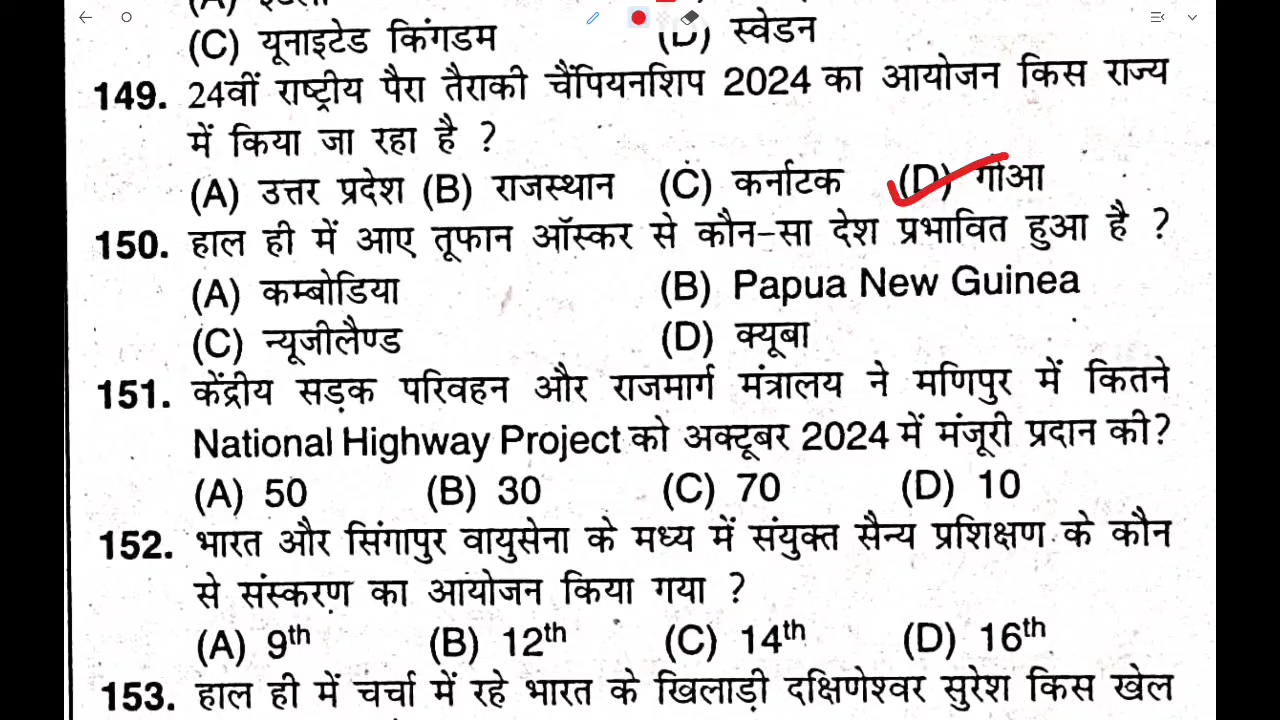 (C) यूनाइटेड किंगडम (D) स्वेडन
149. 24वीं राष्ट्रीय पैरा तैराकी चैंपियनशिप 2024 का आयोजन किस राज्य
में किया जा रहा है ?
(A) उत्तर प्रदेश (B) राजस्थान (C) कर्नाटक (D) गोआ
150. हाल ही में आए तूफान ऑस्कर से कौन-सा देश प्रभावित हुआ है ?
(A) कम्बोडिया (B) Papua New Guinea
(C) न्यूजीलैण्ड (D) क्यूबा
151. केंद्रीय सड़क परिवहन और राजमार्ग मंत्रालय ने मणिपुर में कितने
National Highway Project को अक्टूबर 2024 में मंजूरी प्रदान की?
(A) 50 (B) 30 (C) 70 (D) 10
152. भारत और सिंगापुर वायुसेना के मध्य में संयुक्त सैन्य प्रशिक्षण के कौन
से संस्करण का आयोजन किया गया ?
(A) 9th (B) 12th (C) 14th (D) 16th
153. हाल ही में चर्चा में रहे भारत के खिलाड़ी दक्षिणेश्वर सुरेश किस खेल